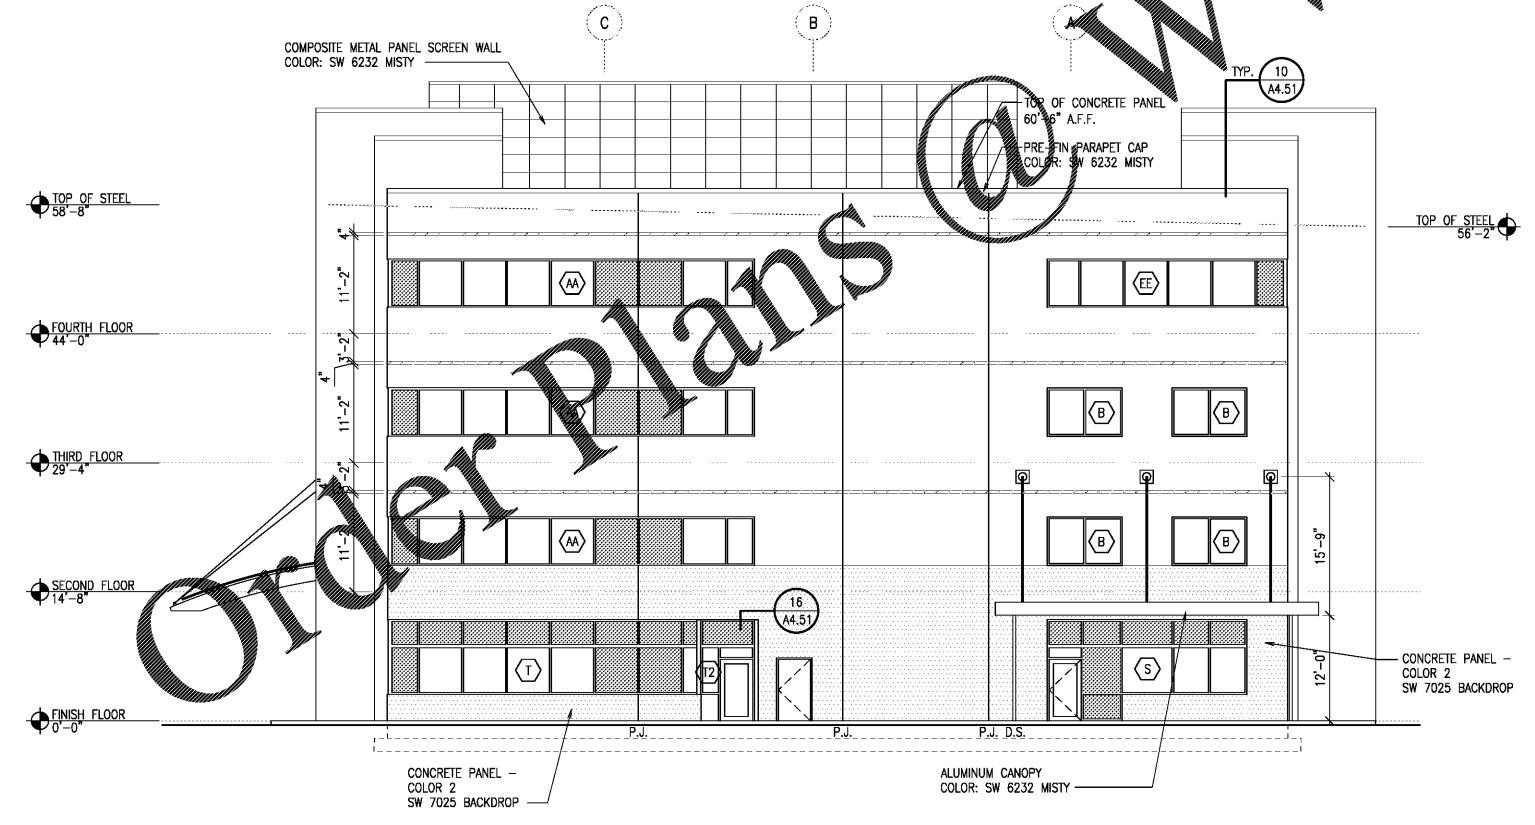 C
B
A
COMPOSITE METAL PANEL SCREEN WALL
COLOR: SW 6232 MISTY
TYP.
10
A4.51
TOP OF CONCRETE PANEL
60'-6" A.F.F.
PRE-FIN PARAPET CAP
COLOR: SW 6232 MISTY
TOP OF STEEL
58'-8"
TOP OF STEEL
56'-2"
4"
11'-2"
AA
EE
FOURTH FLOOR
44'-0"
3'-2"
4"
11'-2"
AA
B
B
THIRD FLOOR
29'-4"
3'-2"
4"
11'-2"
AA
B
B
15'-9"
SECOND FLOOR
14'-8"
16
A4.51
T
T2
S
12'-0"
CONCRETE PANEL -
COLOR 2
SW 7025 BACKDROP
FINISH FLOOR
0'-0"
P.J.
P.J.
P.J. D.S.
CONCRETE PANEL -
COLOR 2
SW 7025 BACKDROP
ALUMINUM CANOPY
COLOR: SW 6232 MISTY
Order Plans @